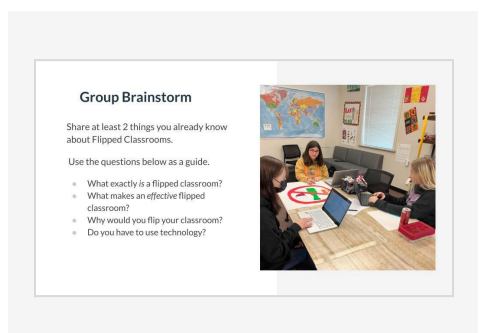 Group Brainstorm
Share at least 2 things you already know
about Flipped Classrooms.
Use the questions below as a guide.
What exactly is a flipped classroom?
What makes an effective flipped
classroom?
Why would you flip your classroom?
Do you have to use technology?